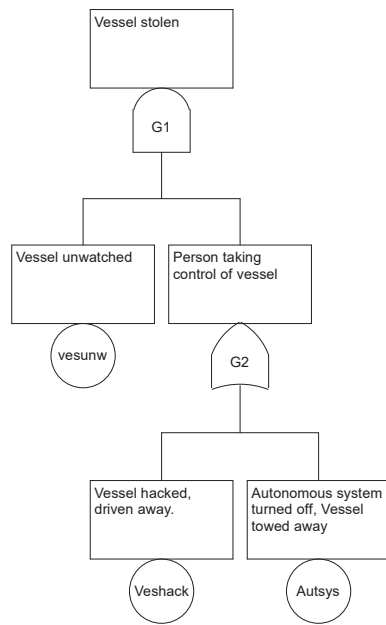 Vessel stolen
G1
Vessel unwatched
vesunw
Person taking
control of vessel
G2
Vessel hacked,
driven away.
Veshack
Autonomous system
turned off, Vessel
towed away
Autsys